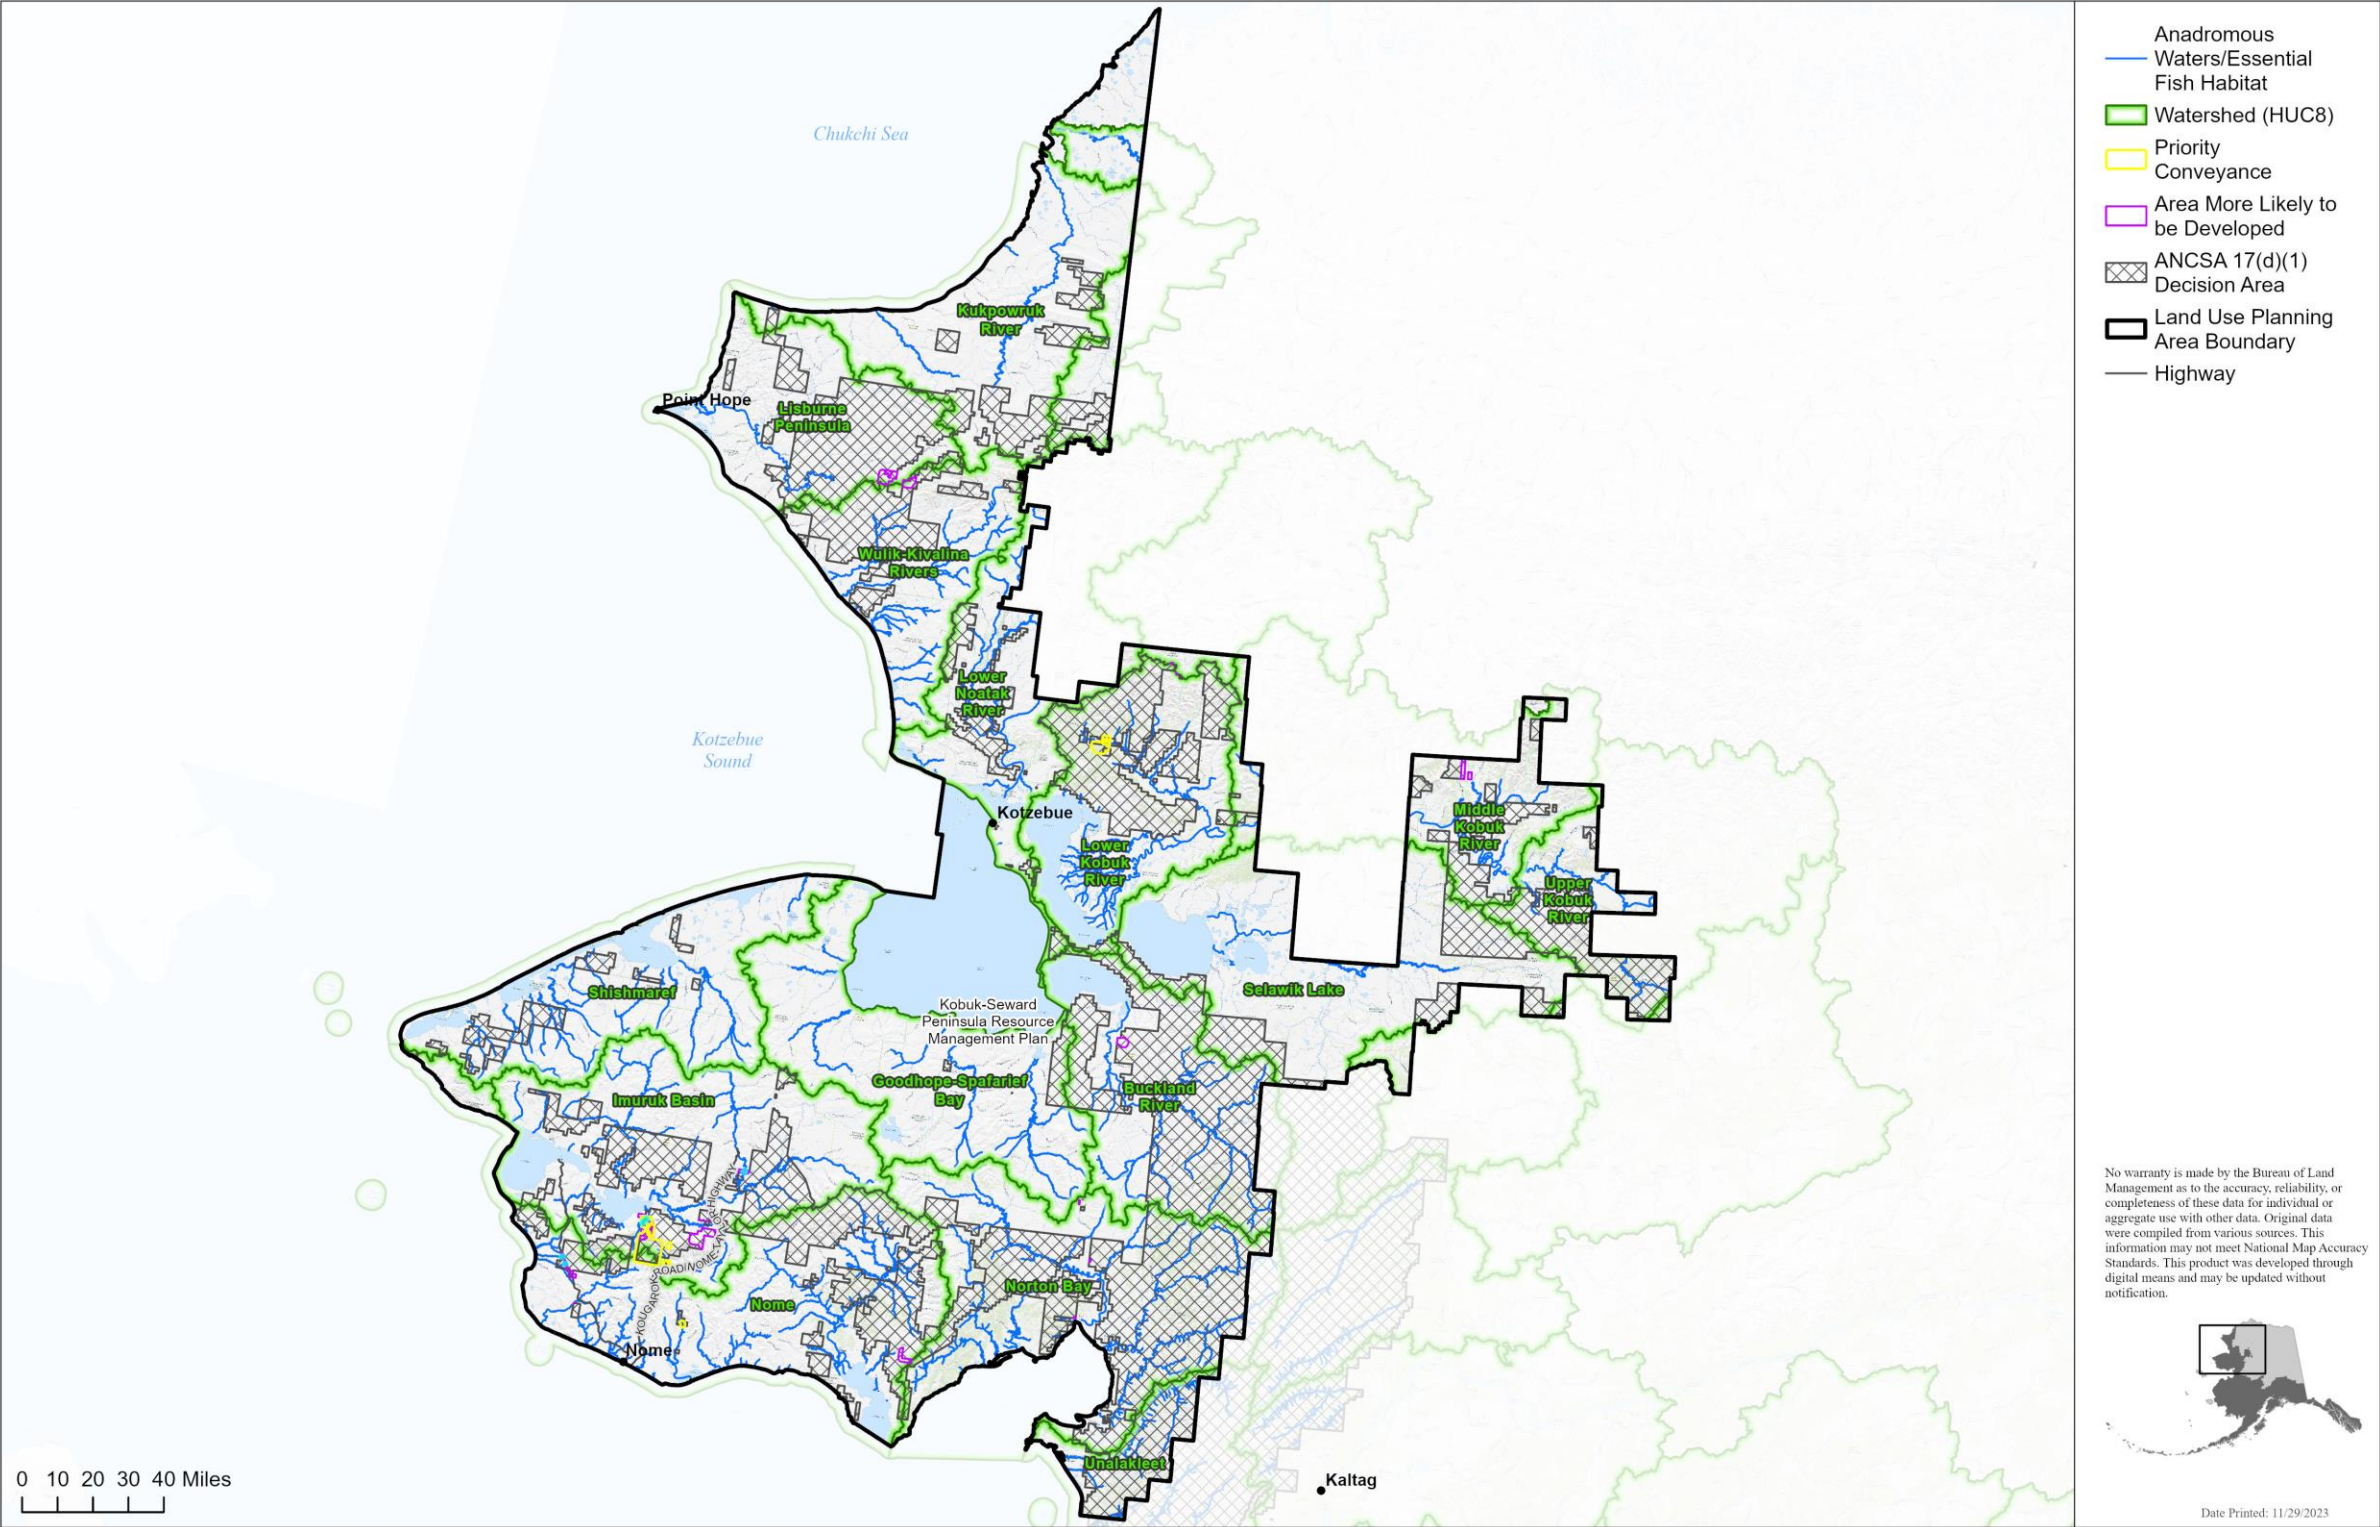 Chukchi Sea
Kukpowruk
River
Point Hope
Lisburne
Peninsula
Wulik-Kivalina
Rivers
Lower
Noatak
River
Kotzebue
Sound
Kotzebue
Lower
Kobuk
River
Middle
Kobuk
River
Upper
Kobuk
River
Shishmaref
Selawik Lake
Kobuk-Seward
Peninsula Resource
Management Plan
Goodhope-Spafarief
Bay
Imuruk Basin
Buckland
River
Norton Bay
Nome
Nome
Unalakleet
Kaltag
0 10 20 30 40 Miles
Anadromous
Waters/Essential
Fish Habitat
Watershed (HUC8)
Priority
Conveyance
Area More Likely to
be Developed
ANCSA 17(d)(1)
Decision Area
Land Use Planning
Area Boundary
Highway
No warranty is made by the Bureau of Land
Management as to the accuracy, reliability, or
completeness of these data for individual or
aggregate use with other data. Original data
were compiled from various sources. This
information may not meet National Map Accuracy
Standards. This product was developed through
digital means and may be updated without
notification.
Date Printed: 11/29/2023